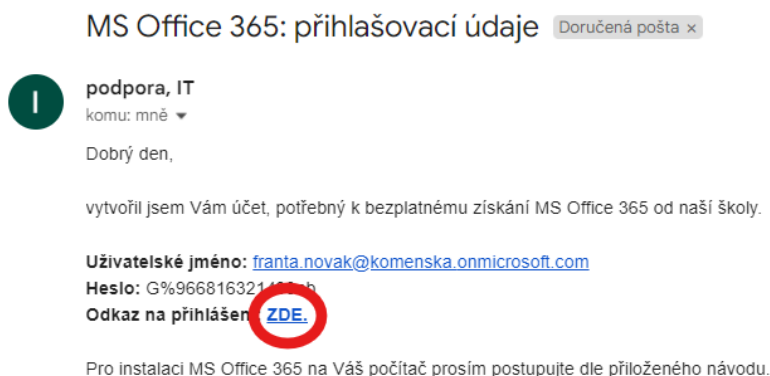 MS Office 365: přihlašovací údaje Doručená pošta ×
I
podpora, IT
komu: mně
Dobrý den,
vytvořil jsem Vám účet, potřebný k bezplatnému získání MS Office 365 od naší školy.
Uživatelské jméno: franta.novak@komenska.onmicrosoft.com
Heslo:
Odkaz na přihlášen ZDE.
Pro instalaci MS Office 365 na Váš počítač prosím postupujte dle přiloženého návodu.